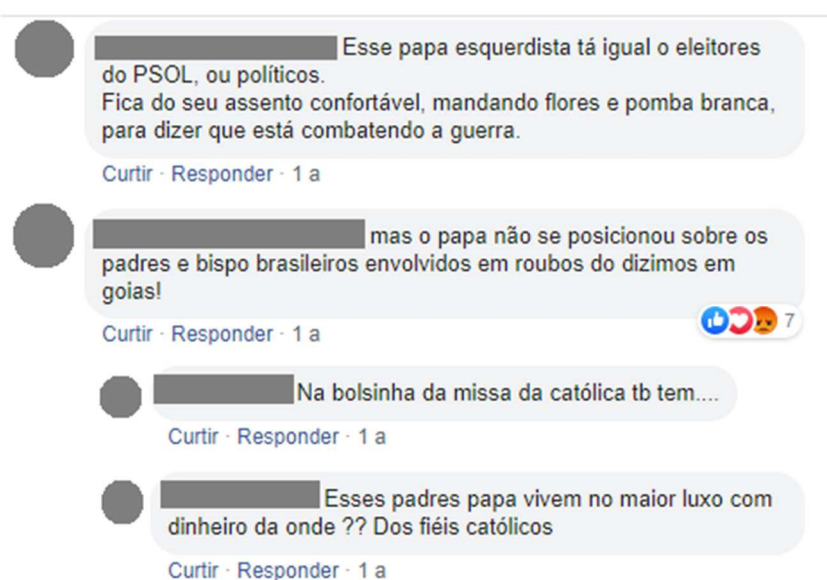 Esse papa esquerdista tá igual o eleitores
do PSOL, ou políticos.
Fica do seu assento confortável, mandando flores e pomba branca,
para dizer que está combatendo a guerra.
Curtir · Responder · 1 a
mas o papa não se posicionou sobre os
padres e bispo brasileiros envolvidos em roubos do dizimos em
goias!
7
Curtir · Responder · 1 a
Na bolsinha da missa da católica tb tem....
Curtir · Responder · 1 a
Esses padres papa vivem no maior luxo com
dinheiro da onde ?? Dos fiéis católicos
Curtir · Responder · 1 a